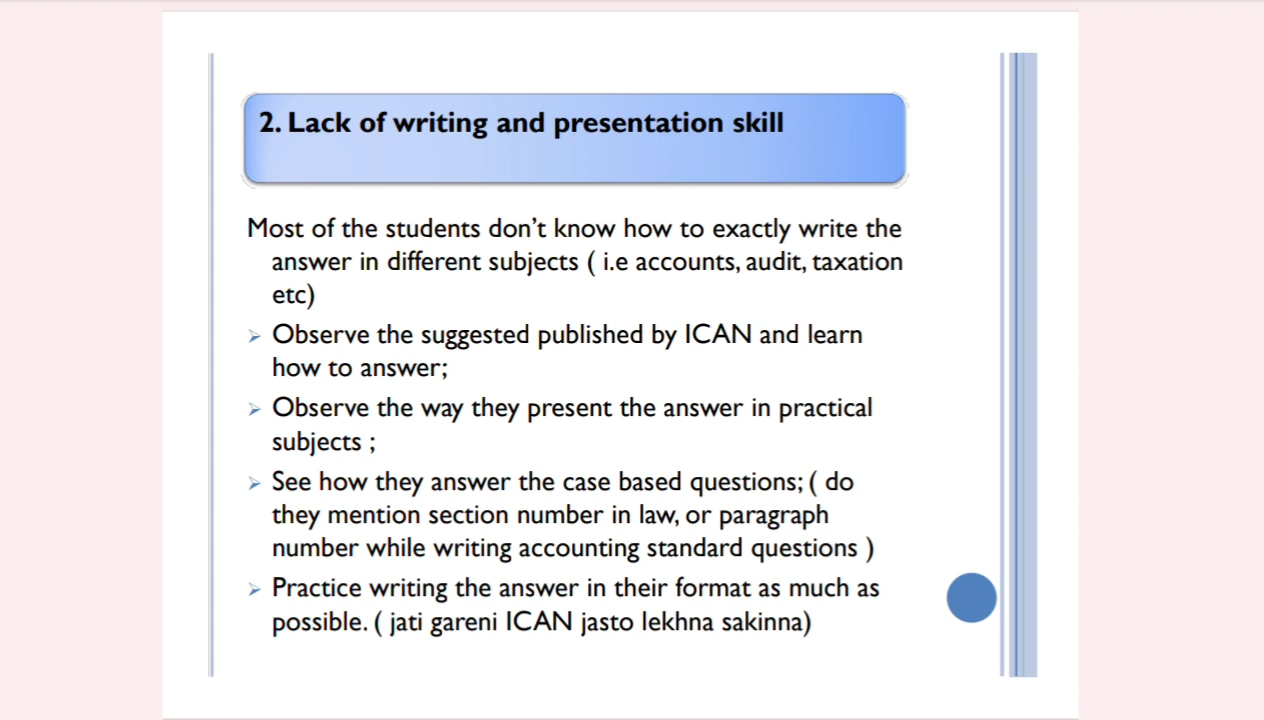 2. Lack of writing and presentation skill
Most of the students don't know how to exactly write the
answer in different subjects ( i.e accounts, audit, taxation
etc)
➢ Observe the suggested published by ICAN and learn
how to answer;
➢ Observe the way they present the answer in practical
subjects ;
➢ See how they answer the case based questions; ( do
they mention section number in law, or paragraph
number while writing accounting standard questions )
➢ Practice writing the answer in their format as much as
possible. ( jati gareni ICAN jasto lekhna sakinna)